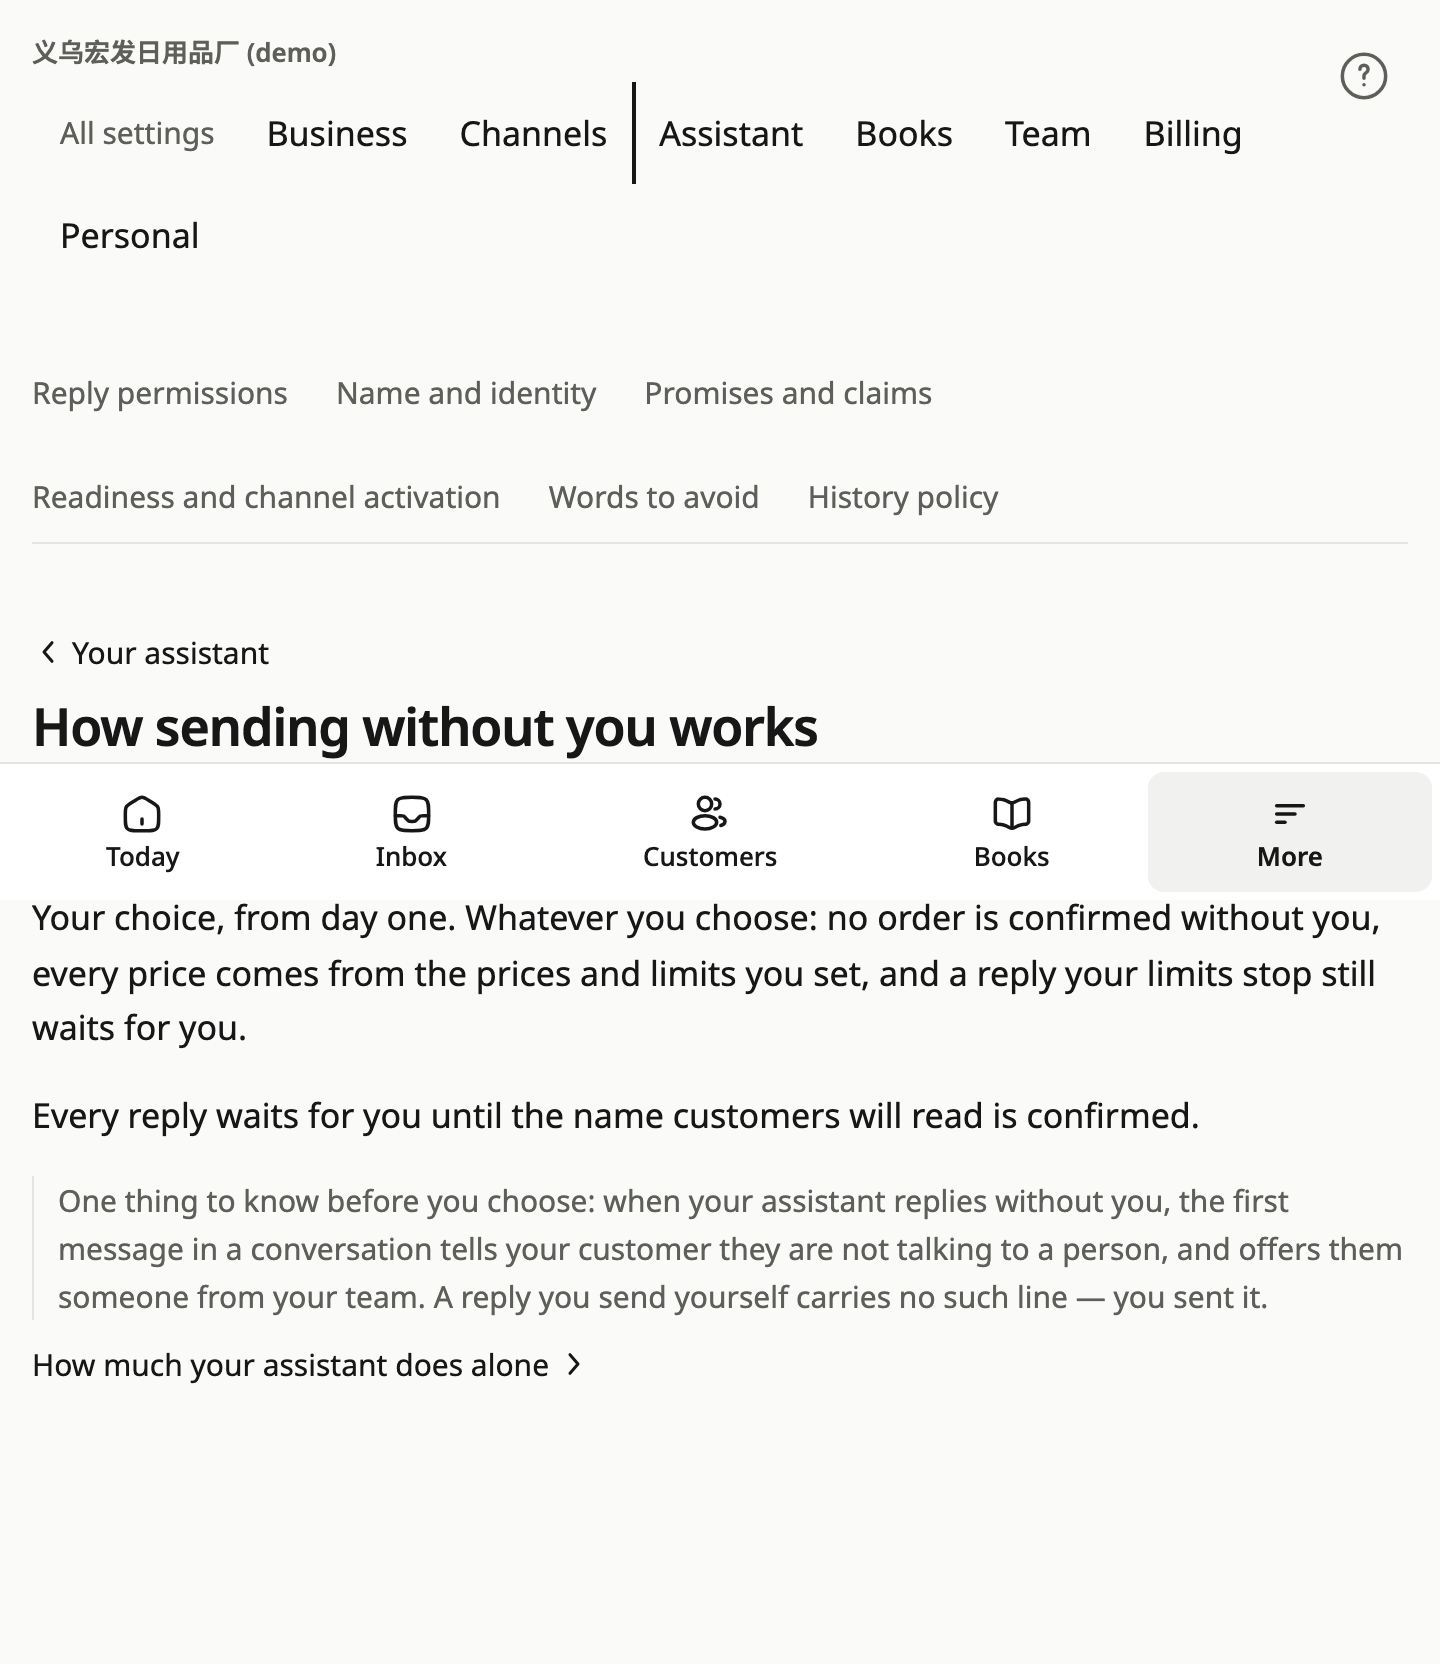 义乌宏发日用品厂 (demo)
All settings Business Channels Assistant Books Team Billing
Personal
Reply permissions Name and identity Promises and claims
Readiness and channel activation Words to avoid History policy
Your assistant
How sending without you works
Today Inbox Customers Books More
Your choice, from day one. Whatever you choose: no order is confirmed without you,
every price comes from the prices and limits you set, and a reply your limits stop still
waits for you.
Every reply waits for you until the name customers will read is confirmed.
One thing to know before you choose: when your assistant replies without you, the first
message in a conversation tells your customer they are not talking to a person, and offers them
someone from your team. A reply you send yourself carries no such line — you sent it.
How much your assistant does alone